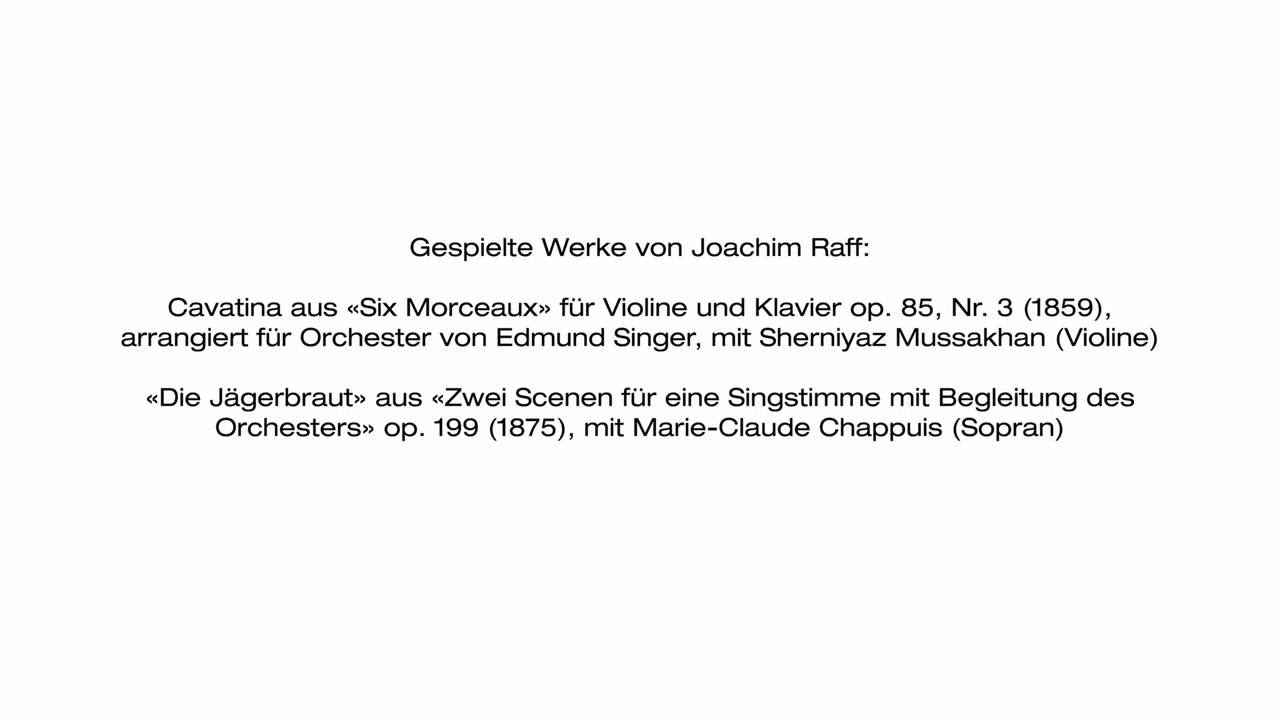 Gespielte Werke von Joachim Raff:
Cavatina aus «Six Morceaux» für Violine und Klavier op. 85, Nr. 3 (1859),
arrangiert für Orchester von Edmund Singer, mit Sherniyaz Mussakhan (Violine)
«Die Jägerbraut» aus «Zwei Scenen für eine Singstimme mit Begleitung des
Orchesters» op. 199 (1875), mit Marie-Claude Chappuis (Sopran)